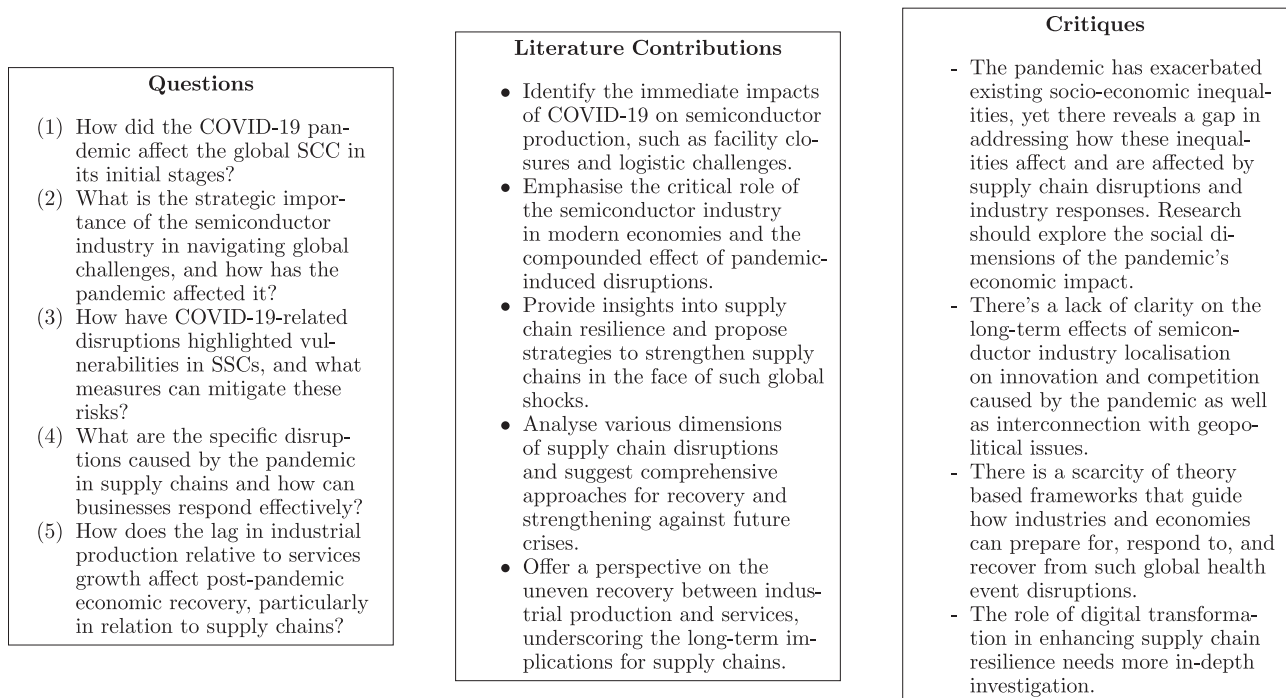 Questions
(1) How did the COVID-19 pan-
demic affect the global SCC in
its initial stages?
(2) What is the strategic impor-
tance of the semiconductor
industry in navigating global
challenges, and how has the
pandemic affected it?
(3) How have COVID-19-related
disruptions highlighted vul-
nerabilities in SSCs, and what
measures can mitigate these
risks?
(4) What are the specific disrup-
tions caused by the pandemic
in supply chains and how can
businesses respond effectively?
(5) How does the lag in industrial
production relative to services
growth affect post-pandemic
economic recovery, particularly
in relation to supply chains?
Literature Contributions
• Identify the immediate impacts
of COVID-19 on semiconductor
production, such as facility clo-
sures and logistic challenges.
• Emphasise the critical role of
the semiconductor industry
in modern economies and the
compounded effect of pandemic-
induced disruptions.
• Provide insights into supply
chain resilience and propose
strategies to strengthen supply
chains in the face of such global
shocks.
• Analyse various dimensions
of supply chain disruptions
and suggest comprehensive
approaches for recovery and
strengthening against future
crises.
• Offer a perspective on the
uneven recovery between indus-
trial production and services,
underscoring the long-term im-
plications for supply chains.
Critiques
- The pandemic has exacerbated
existing socio-economic inequal-
ities, yet there reveals a gap in
addressing how these inequal-
ities affect and are affected by
supply chain disruptions and
industry responses. Research
should explore the social di-
mensions of the pandemic's
economic impact.
- There's a lack of clarity on the
long-term effects of semicon-
ductor industry localisation
on innovation and competition
caused by the pandemic as well
as interconnection with geopo-
litical issues.
- There is a scarcity of theory
based frameworks that guide
how industries and economies
can prepare for, respond to, and
recover from such global health
event disruptions.
- The role of digital transforma-
tion in enhancing supply chain
resilience needs more in-depth
investigation.